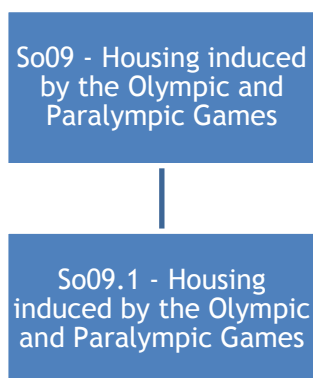 So09 - Housing induced
by the Olympic and
Paralympic Games
So09.1 - Housing
induced by the Olympic
and Paralympic Games